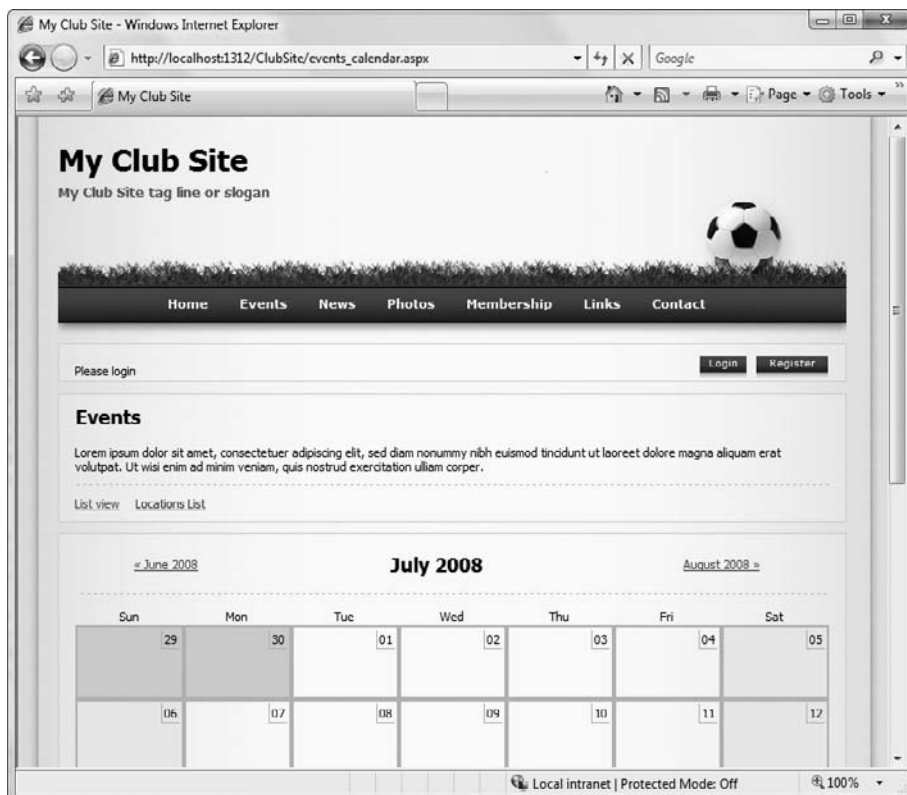 My Club Site - Windows Internet Explorer
http://localhost:1312/ClubSite/events_calendar.aspx
Google
My Club Site
Page
Tools
My Club Site
My Club Site tag line or slogan
Home Events News Photos Membership Links Contact
Please login
Login Register
Events
Lorem ipsum dolor sit amet, consectetuer adipiscing elit, sed diam nonummy nibh euismod tincidunt ut laoreet dolore magna aliquam erat
volutpat. Ut wisi enim ad minim veniam, quis nostrud exercitation ulliam corper.
List view Locations List
« June 2008 July 2008 August 2008 »
Sun Mon Tue Wed Thu Fri Sat
29 30 01 02 03 04 05
06 07 08 09 10 11 12
Local intranet | Protected Mode: Off 100%